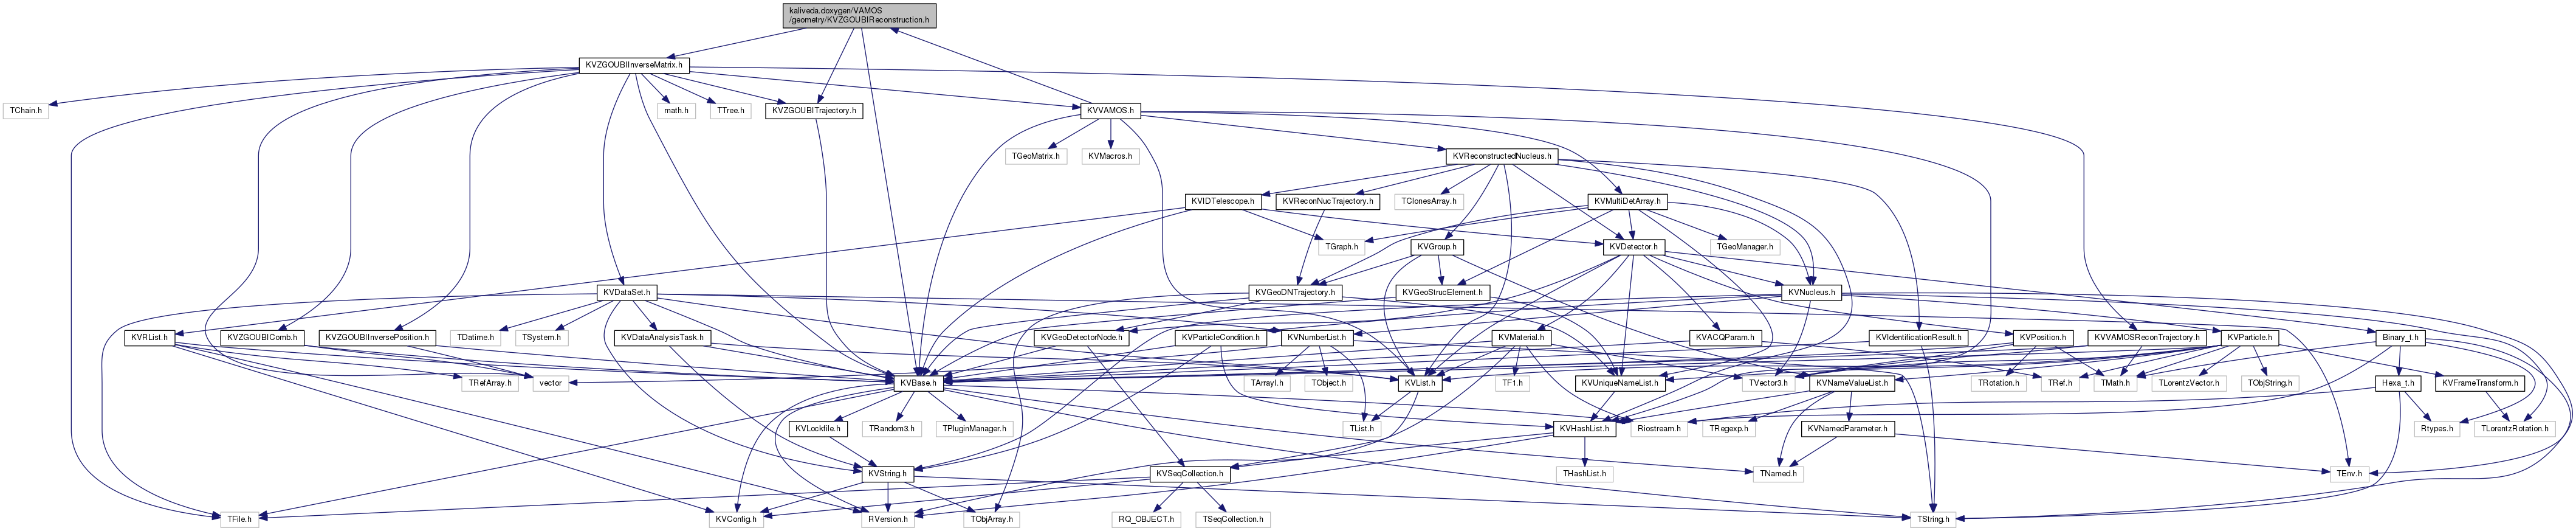 kaliveda.doxygen/VAMOS
/geometry/KVZGOUBIReconstruction.h
KVZGOUBIInverseMatrix.h
TChain.h
math.h
TTree.h
KVZGOUBITrajectory.h
KVVAMOS.h
TGeoMatrix.h
KVMacros.h
KVReconstructedNucleus.h
KVIDTelescope.h
KVReconNucTrajectory.h
TClonesArray.h
KVMultiDetArray.h
TGraph.h
KVGroup.h
KVDetector.h
TGeoManager.h
KVDataSet.h
KVGeoDNTrajectory.h
KVGeoStrucElement.h
KVNucleus.h
KVRList.h
KVZGOUBIComb.h
KVZGOUBIInversePosition.h
TDatime.h
TSystem.h
KVDataAnalysisTask.h
KVGeoDetectorNode.h
KVParticleCondition.h
KVNumberList.h
KVMaterial.h
KVACQParam.h
KVIdentificationResult.h
KVPosition.h
KVVAMOSReconTrajectory.h
KVParticle.h
Binary_t.h
TRefArray.h
vector
KVBase.h
TArrayI.h
TObject.h
KVList.h
TF1.h
KVUniqueNameList.h
TVector3.h
KVNameValueList.h
TRotation.h
TRef.h
TMath.h
TLorentzVector.h
TObjString.h
KVFrameTransform.h
Hexa_t.h
KVLockfile.h
TRandom3.h
TPluginManager.h
TList.h
KVHashList.h
Riostream.h
TRegexp.h
KVNamedParameter.h
Rtypes.h
TLorentzRotation.h
KVString.h
KVSeqCollection.h
THashList.h
TNamed.h
TEnv.h
TFile.h
KVConfig.h
RVersion.h
TObjArray.h
RQ_OBJECT.h
TSeqCollection.h
TString.h